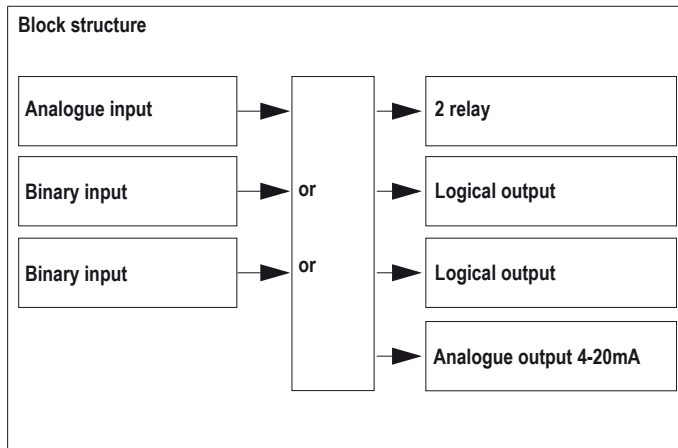 Block structure
Analogue input
2 relay
Binary input
or
Logical output
Binary input
or
Logical output
Analogue output 4-20mA